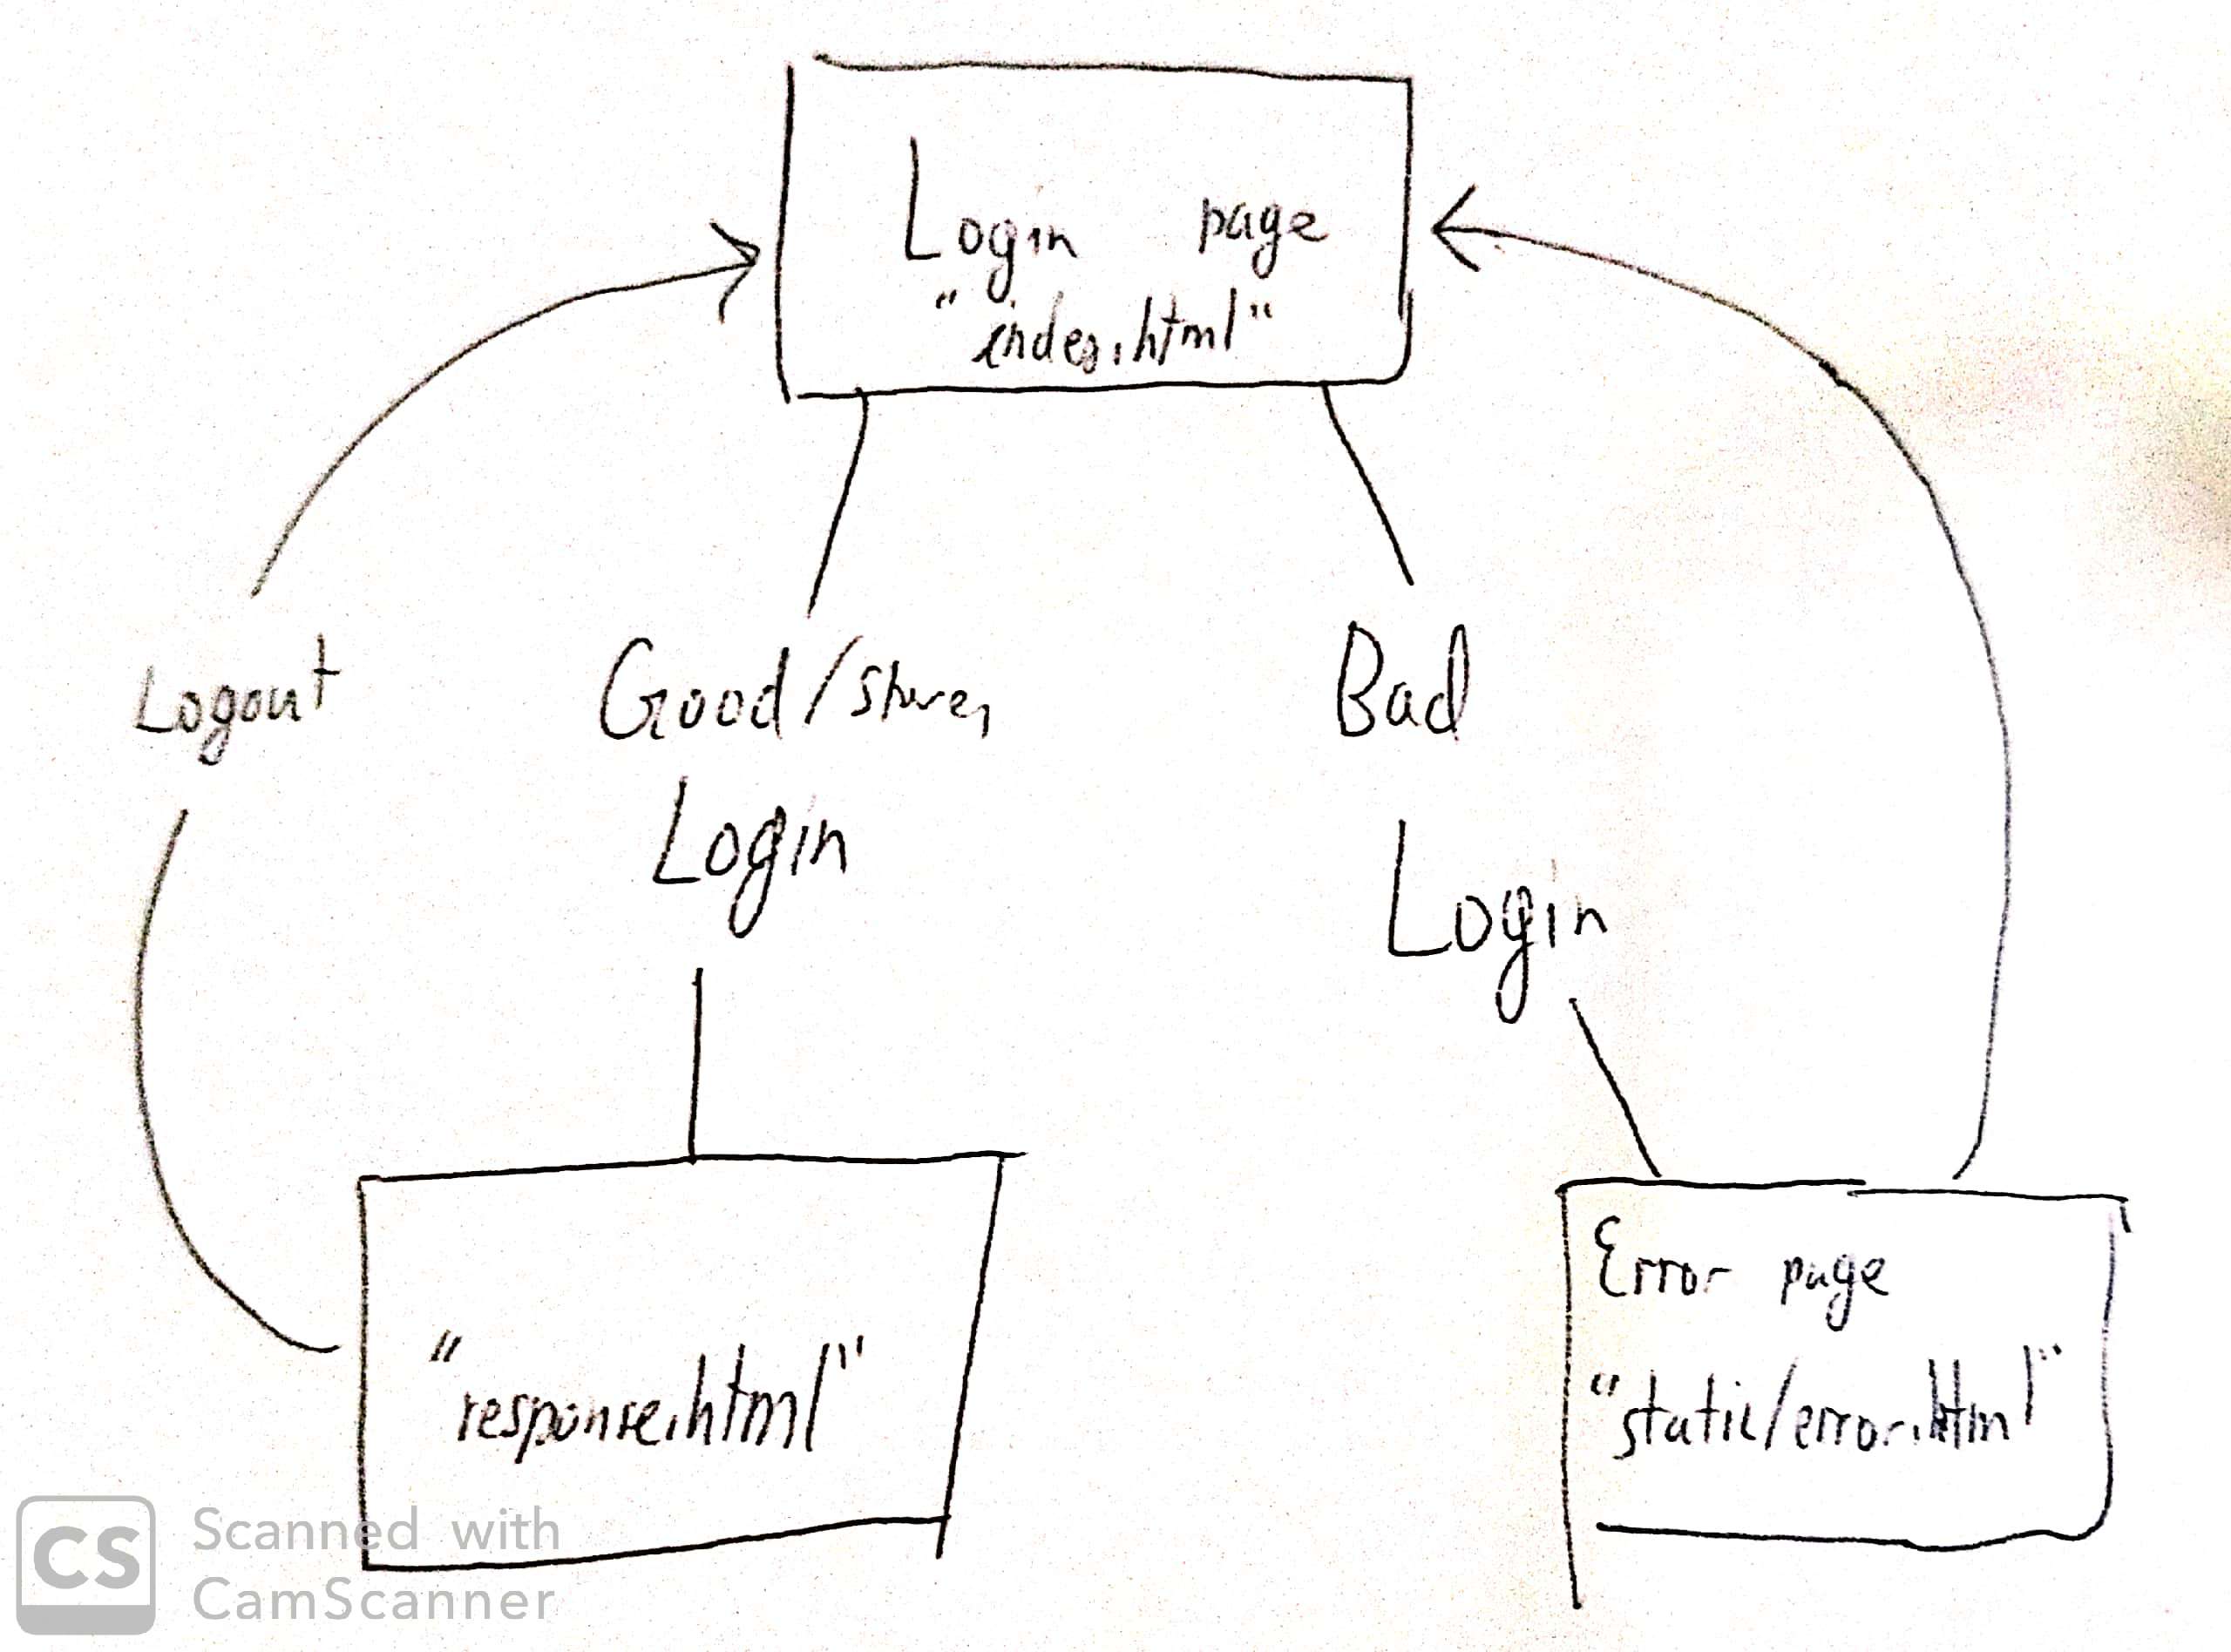 Login page
"index.html"
Logout
Good/
Login
Bad
Login
"response.html"
Error page
"static/error.html"
CS
Scanned with
CamScanner